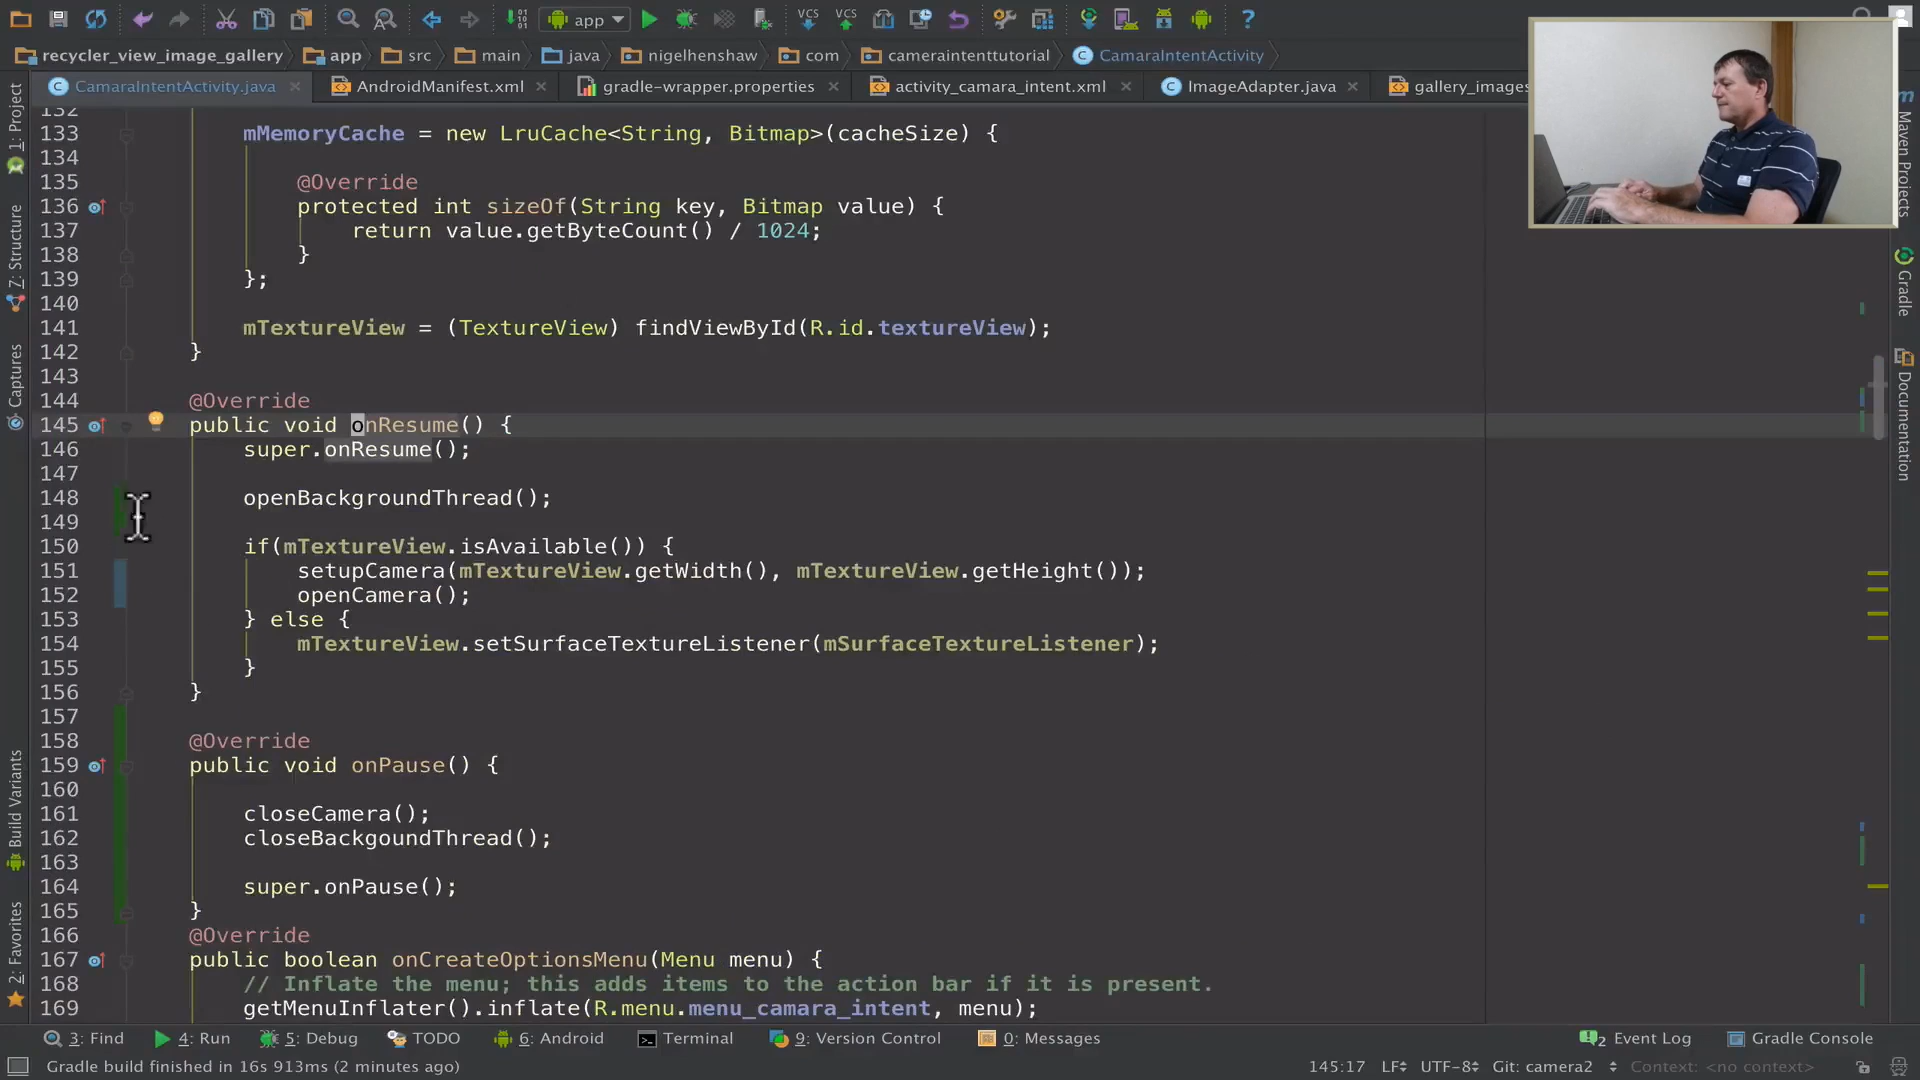 app
recycler_view_image_gallery
app
src
main
java
nigelhenshaw
com
cameraintenttutorial
CamaraIntentActivity
CamaraIntentActivity.java
AndroidManifest.xml
gradle-wrapper.properties
activity_camara_intent.xml
ImageAdapter.java
gallery_images
1: Project
7: Structure
Captures
Build Variants
2: Favorites
132
133 mMemoryCache = new LruCache<String, Bitmap>(cacheSize) {
134
135 @Override
136 protected int sizeOf(String key, Bitmap value) {
137 return value.getByteCount() / 1024;
138 }
139 };
140
141 mTextureView = (TextureView) findViewById(R.id.textureView);
142 }
143
144 @Override
145 public void onResume() {
146 super.onResume();
147
148 openBackgroundThread();
149
150 if(mTextureView.isAvailable()) {
151 setupCamera(mTextureView.getWidth(), mTextureView.getHeight());
152 openCamera();
153 } else {
154 mTextureView.setSurfaceTextureListener(mSurfaceTextureListener);
155 }
156 }
157
158 @Override
159 public void onPause() {
160
161 closeCamera();
162 closeBackgoundThread();
163
164 super.onPause();
165 }
166 @Override
167 public boolean onCreateOptionsMenu(Menu menu) {
168 // Inflate the menu; this adds items to the action bar if it is present.
169 getMenuInflater().inflate(R.menu.menu_camara_intent, menu);
Maven Projects
Gradle
Documentation
3: Find
4: Run
5: Debug
TODO
6: Android
Terminal
9: Version Control
0: Messages
2 Event Log
Gradle Console
Gradle build finished in 16s 913ms (2 minutes ago)
145:17
LF
UTF-8
Git: camera2
Context: <no context>